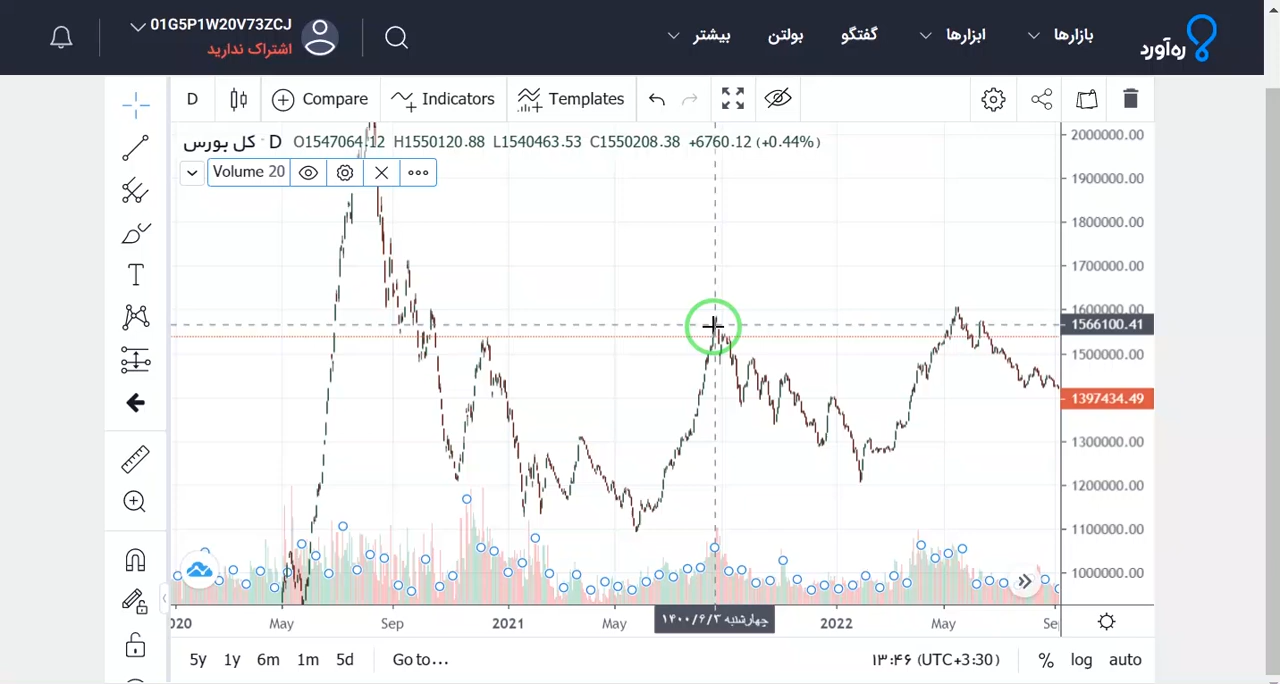 ره‌آورد
بازارها
ابزارها
گفتگو
بولتن
بیشتر
01G5P1W20V73ZCJ
اشتراک ندارید
D
Compare
Indicators
Templates
کل بورس · D O1547064.12 H1550120.88 L1540463.53 C1550208.38 +6760.12 (+0.44%)
Volume 20
2000000.00
1900000.00
1800000.00
1700000.00
1600000.00
1566100.41
1500000.00
1397434.49
1300000.00
1200000.00
1100000.00
1000000.00
2020
May
Sep
2021
May
چهارشنبه ۱۴۰۰/۶/۳
2022
May
Se
5y 1y 6m 1m 5d Go to...
۱۳:۴۶ (UTC+3:30)
% log auto